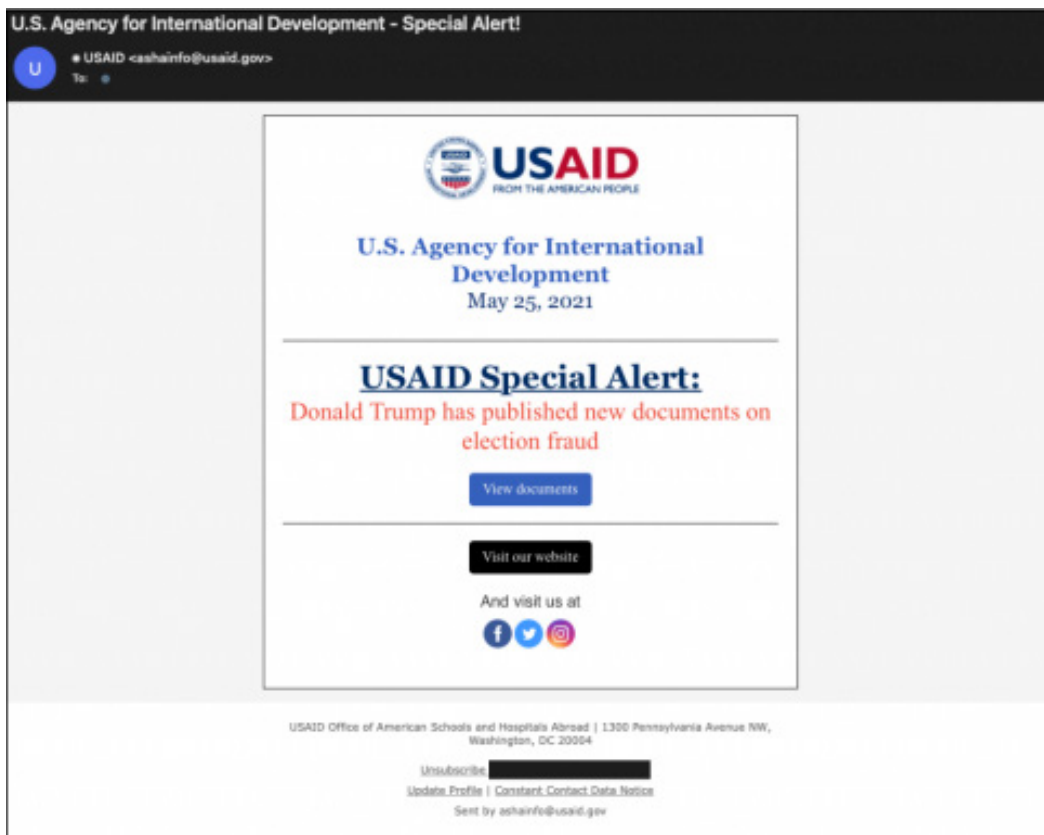 U.S. Agency for International Development - Special Alert!
U
USAID <ashainfo@usaid.gov>
To:
USAID
USAID
FROM THE AMERICAN PEOPLE
U.S. Agency for International
Development
May 25, 2021
USAID Special Alert:
Donald Trump has published new documents on
election fraud
View documents
Visit our website
And visit us at
USAID Office of American Schools and Hospitals Abroad | 1300 Pennsylvania Avenue NW,
Washington, DC 20004
Unsubscribe
Update Profile | Constant Contact Data Notice
Sent by ashainfo@usaid.gov